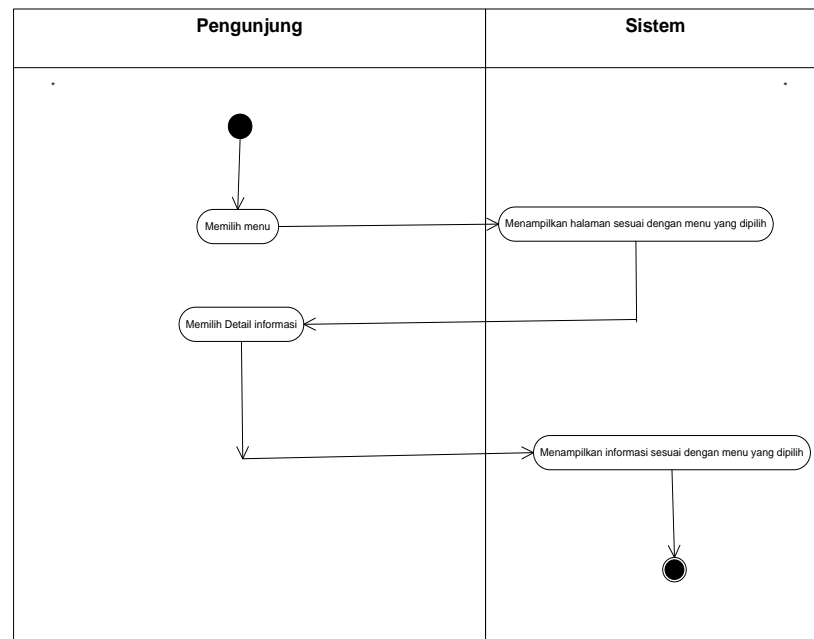 Pengunjung
Sistem
*
*
Memilih menu
Menampilkan halaman sesuai dengan menu yang dipilih
Memilih Detail informasi
Menampilkan informasi sesuai dengan menu yang dipilih